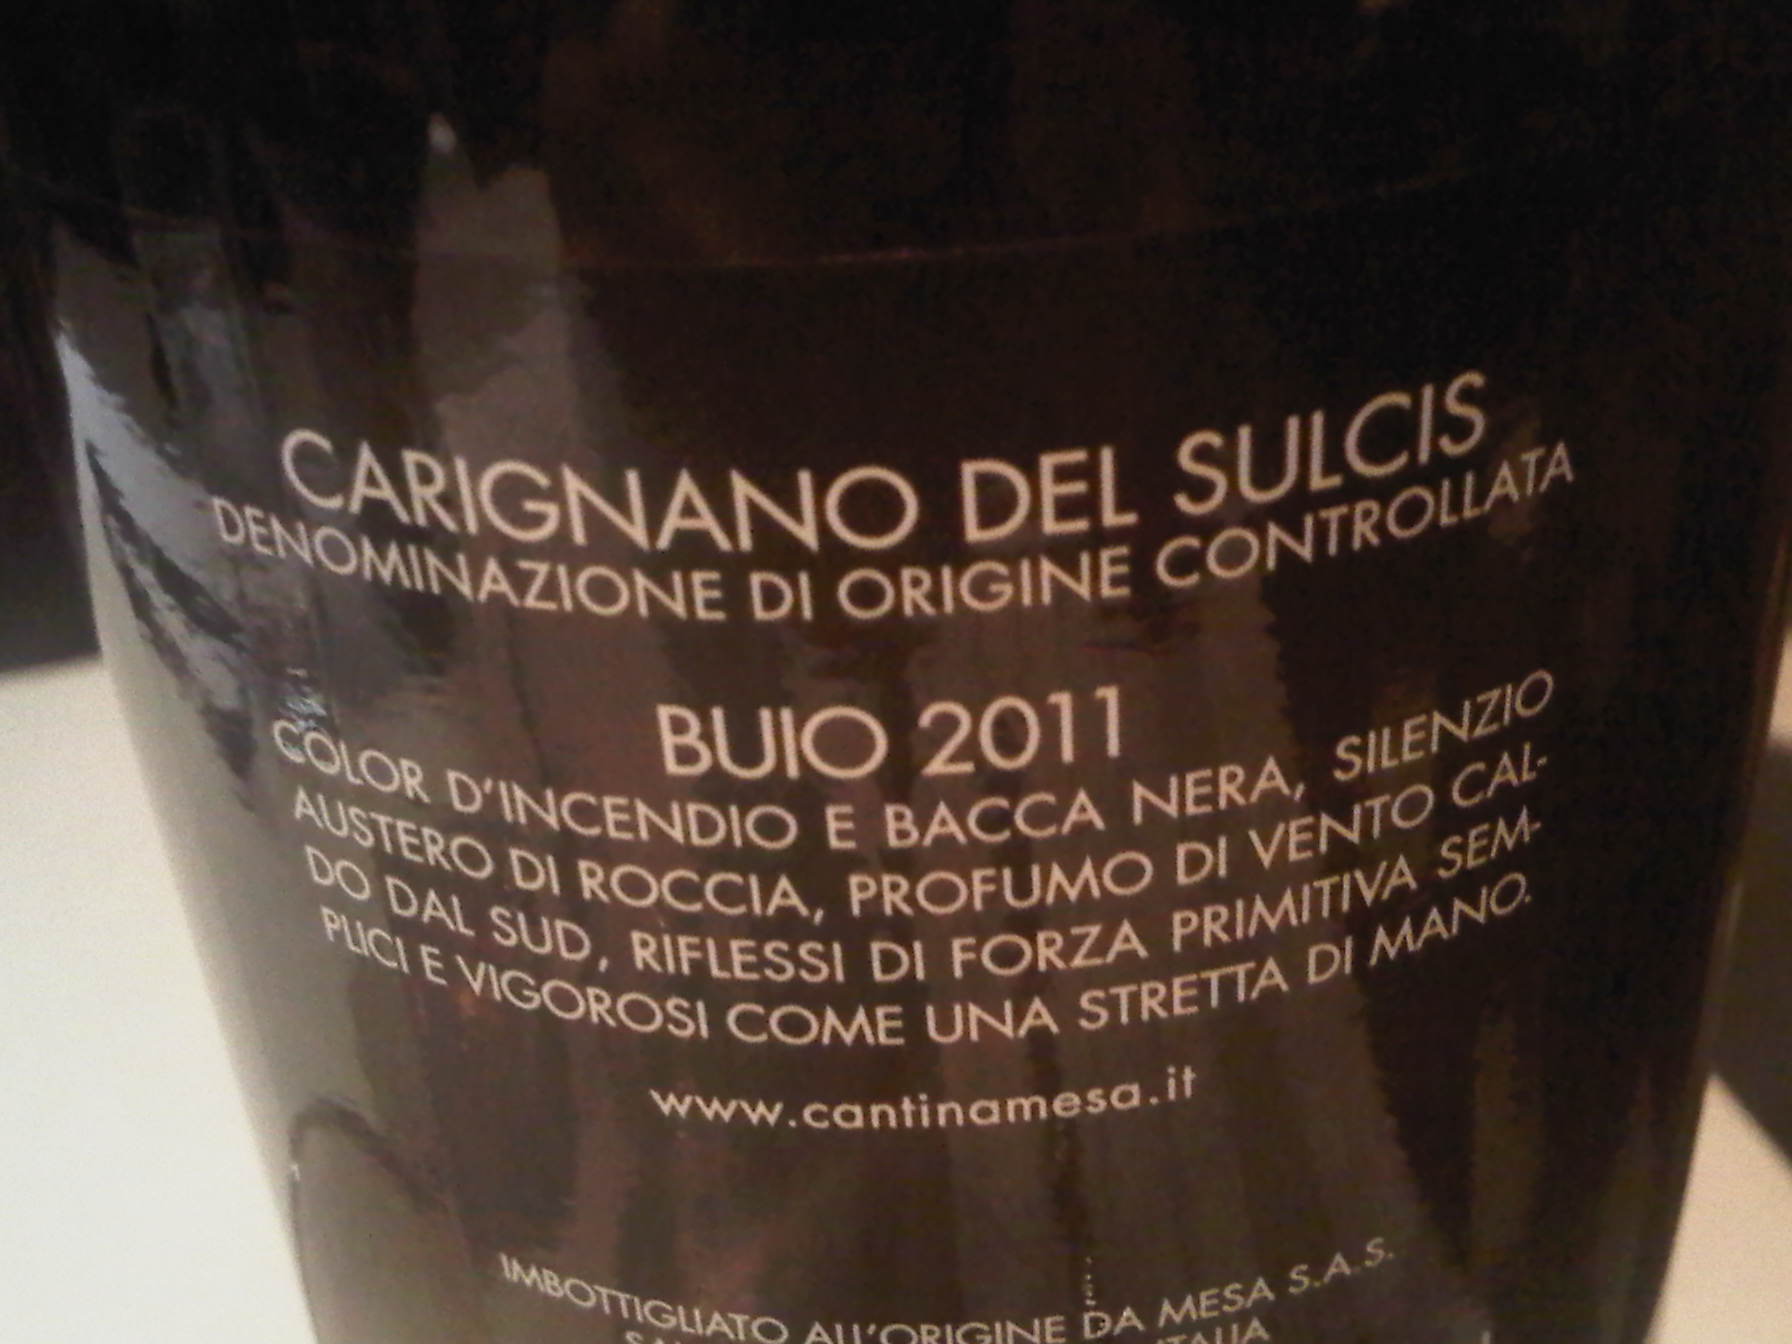 CARIGNANO DEL SULCIS
DENOMINAZIONE DI ORIGINE CONTROLLATA
BUIO 2011
COLOR D'INCENDIO E BACCA NERA, SILENZIO
AUSTERO DI ROCCIA, PROFUMO DI VENTO CAL-
DO DAL SUD, RIFLESSI DI FORZA PRIMITIVA SEM-
PLICI E VIGOROSI COME UNA STRETTA DI MANO.
www.cantinamesa.it
IMBOTTIGLIATO ALL'ORIGINE DA MESA S.A.S.
ITALIA